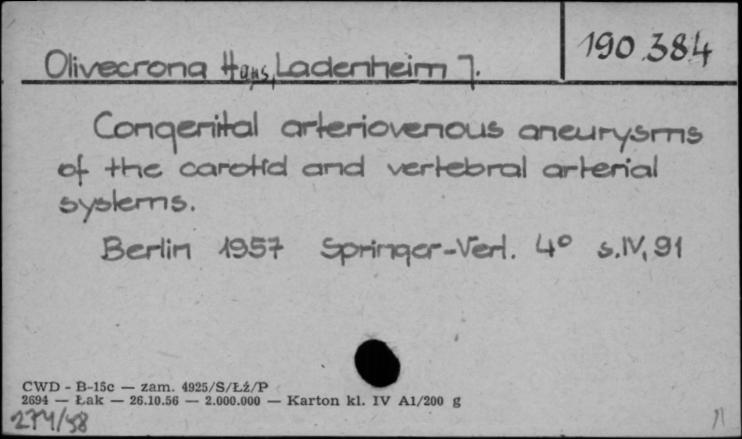 190.384
Olivecrona Hans, Ladenheim J.
Congenital arteriovenous aneurysms
of the carotid and vertebral arterial
systems.
Berlin 1957 Springer-Verl. 4° s.IV, 91
CWD - B-15c — zam. 4925/S/Łź/P
2694 — Łak — 26.10.56 — 2.000.000 — Karton kl. IV A1/200 g
274/58